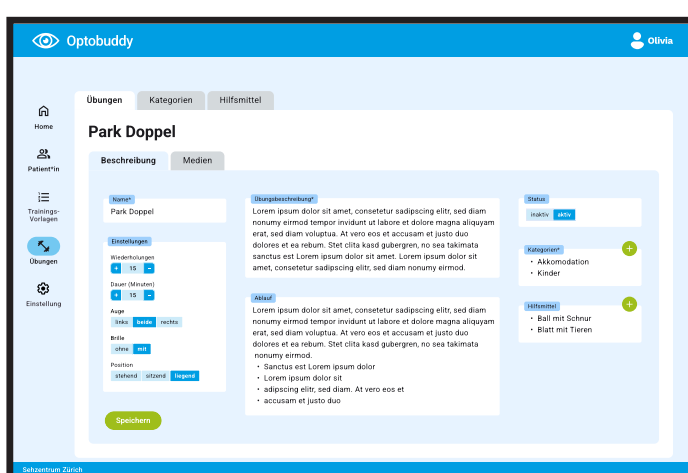 Optobuddy
Olivia
Home
Patient*in
Trainings-
Vorlagen
Übungen
Einstellung
Übungen Kategorien Hilfsmittel
Park Doppel
Beschreibung Medien
Name*
Park Doppel
Einstellungen
Wiederholungen
+ 15 -
Dauer (Minuten)
+ 15 -
Auge
links beide rechts
Brille
ohne mit
Position
stehend sitzend liegend
Speichern
Übungsbeschreibung*
Lorem ipsum dolor sit amet, consetetur sadipscing elitr, sed diam
nonumy eirmod tempor invidunt ut labore et dolore magna aliquyam
erat, sed diam voluptua. At vero eos et accusam et justo duo
dolores et ea rebum. Stet clita kasd gubergren, no sea takimata
sanctus est Lorem ipsum dolor sit amet. Lorem ipsum dolor sit
amet, consetetur sadipscing elitr, sed diam nonumy eirmod.
Ablauf
Lorem ipsum dolor sit amet, consetetur sadipscing elitr, sed diam
nonumy eirmod tempor invidunt ut labore et dolore magna aliquyam
erat, sed diam voluptua. At vero eos et accusam et justo duo
dolores et ea rebum. Stet clita kasd gubergren, no sea takimata
nonumy eirmod.
• Sanctus est Lorem ipsum dolor
• Lorem ipsum dolor sit
• adipscing elitr, sed diam. At vero eos et
• accusam et justo duo
Status
inaktiv aktiv
Kategorien*
+
• Akkomodation
• Kinder
Hilfsmittel
+
• Ball mit Schnur
• Blatt mit Tieren
Sehzentrum Zürich